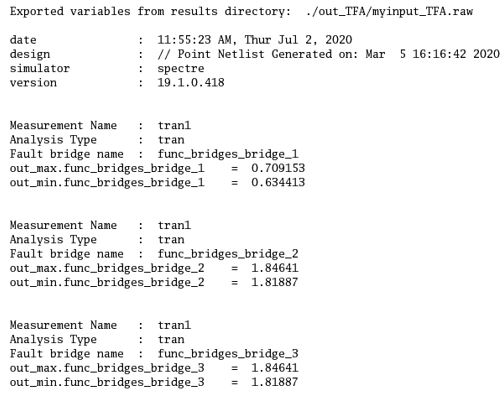 Exported variables from results directory:  ./out_TFA/myinput_TFA.raw
date              :  11:55:23 AM, Thur Jul 2, 2020
design            :  // Point Netlist Generated on: Mar  5 16:16:42 2020
simulator         :  spectre
version           :  19.1.0.418
Measurement Name  :  tran1
Analysis Type     :  tran
Fault bridge name :  func_bridges_bridge_1
out_max.func_bridges_bridge_1    =  0.709153
out_min.func_bridges_bridge_1    =  0.634413
Measurement Name  :  tran1
Analysis Type     :  tran
Fault bridge name :  func_bridges_bridge_2
out_max.func_bridges_bridge_2    =  1.84641
out_min.func_bridges_bridge_2    =  1.81887
Measurement Name  :  tran1
Analysis Type     :  tran
Fault bridge name :  func_bridges_bridge_3
out_max.func_bridges_bridge_3    =  1.84641
out_min.func_bridges_bridge_3    =  1.81887